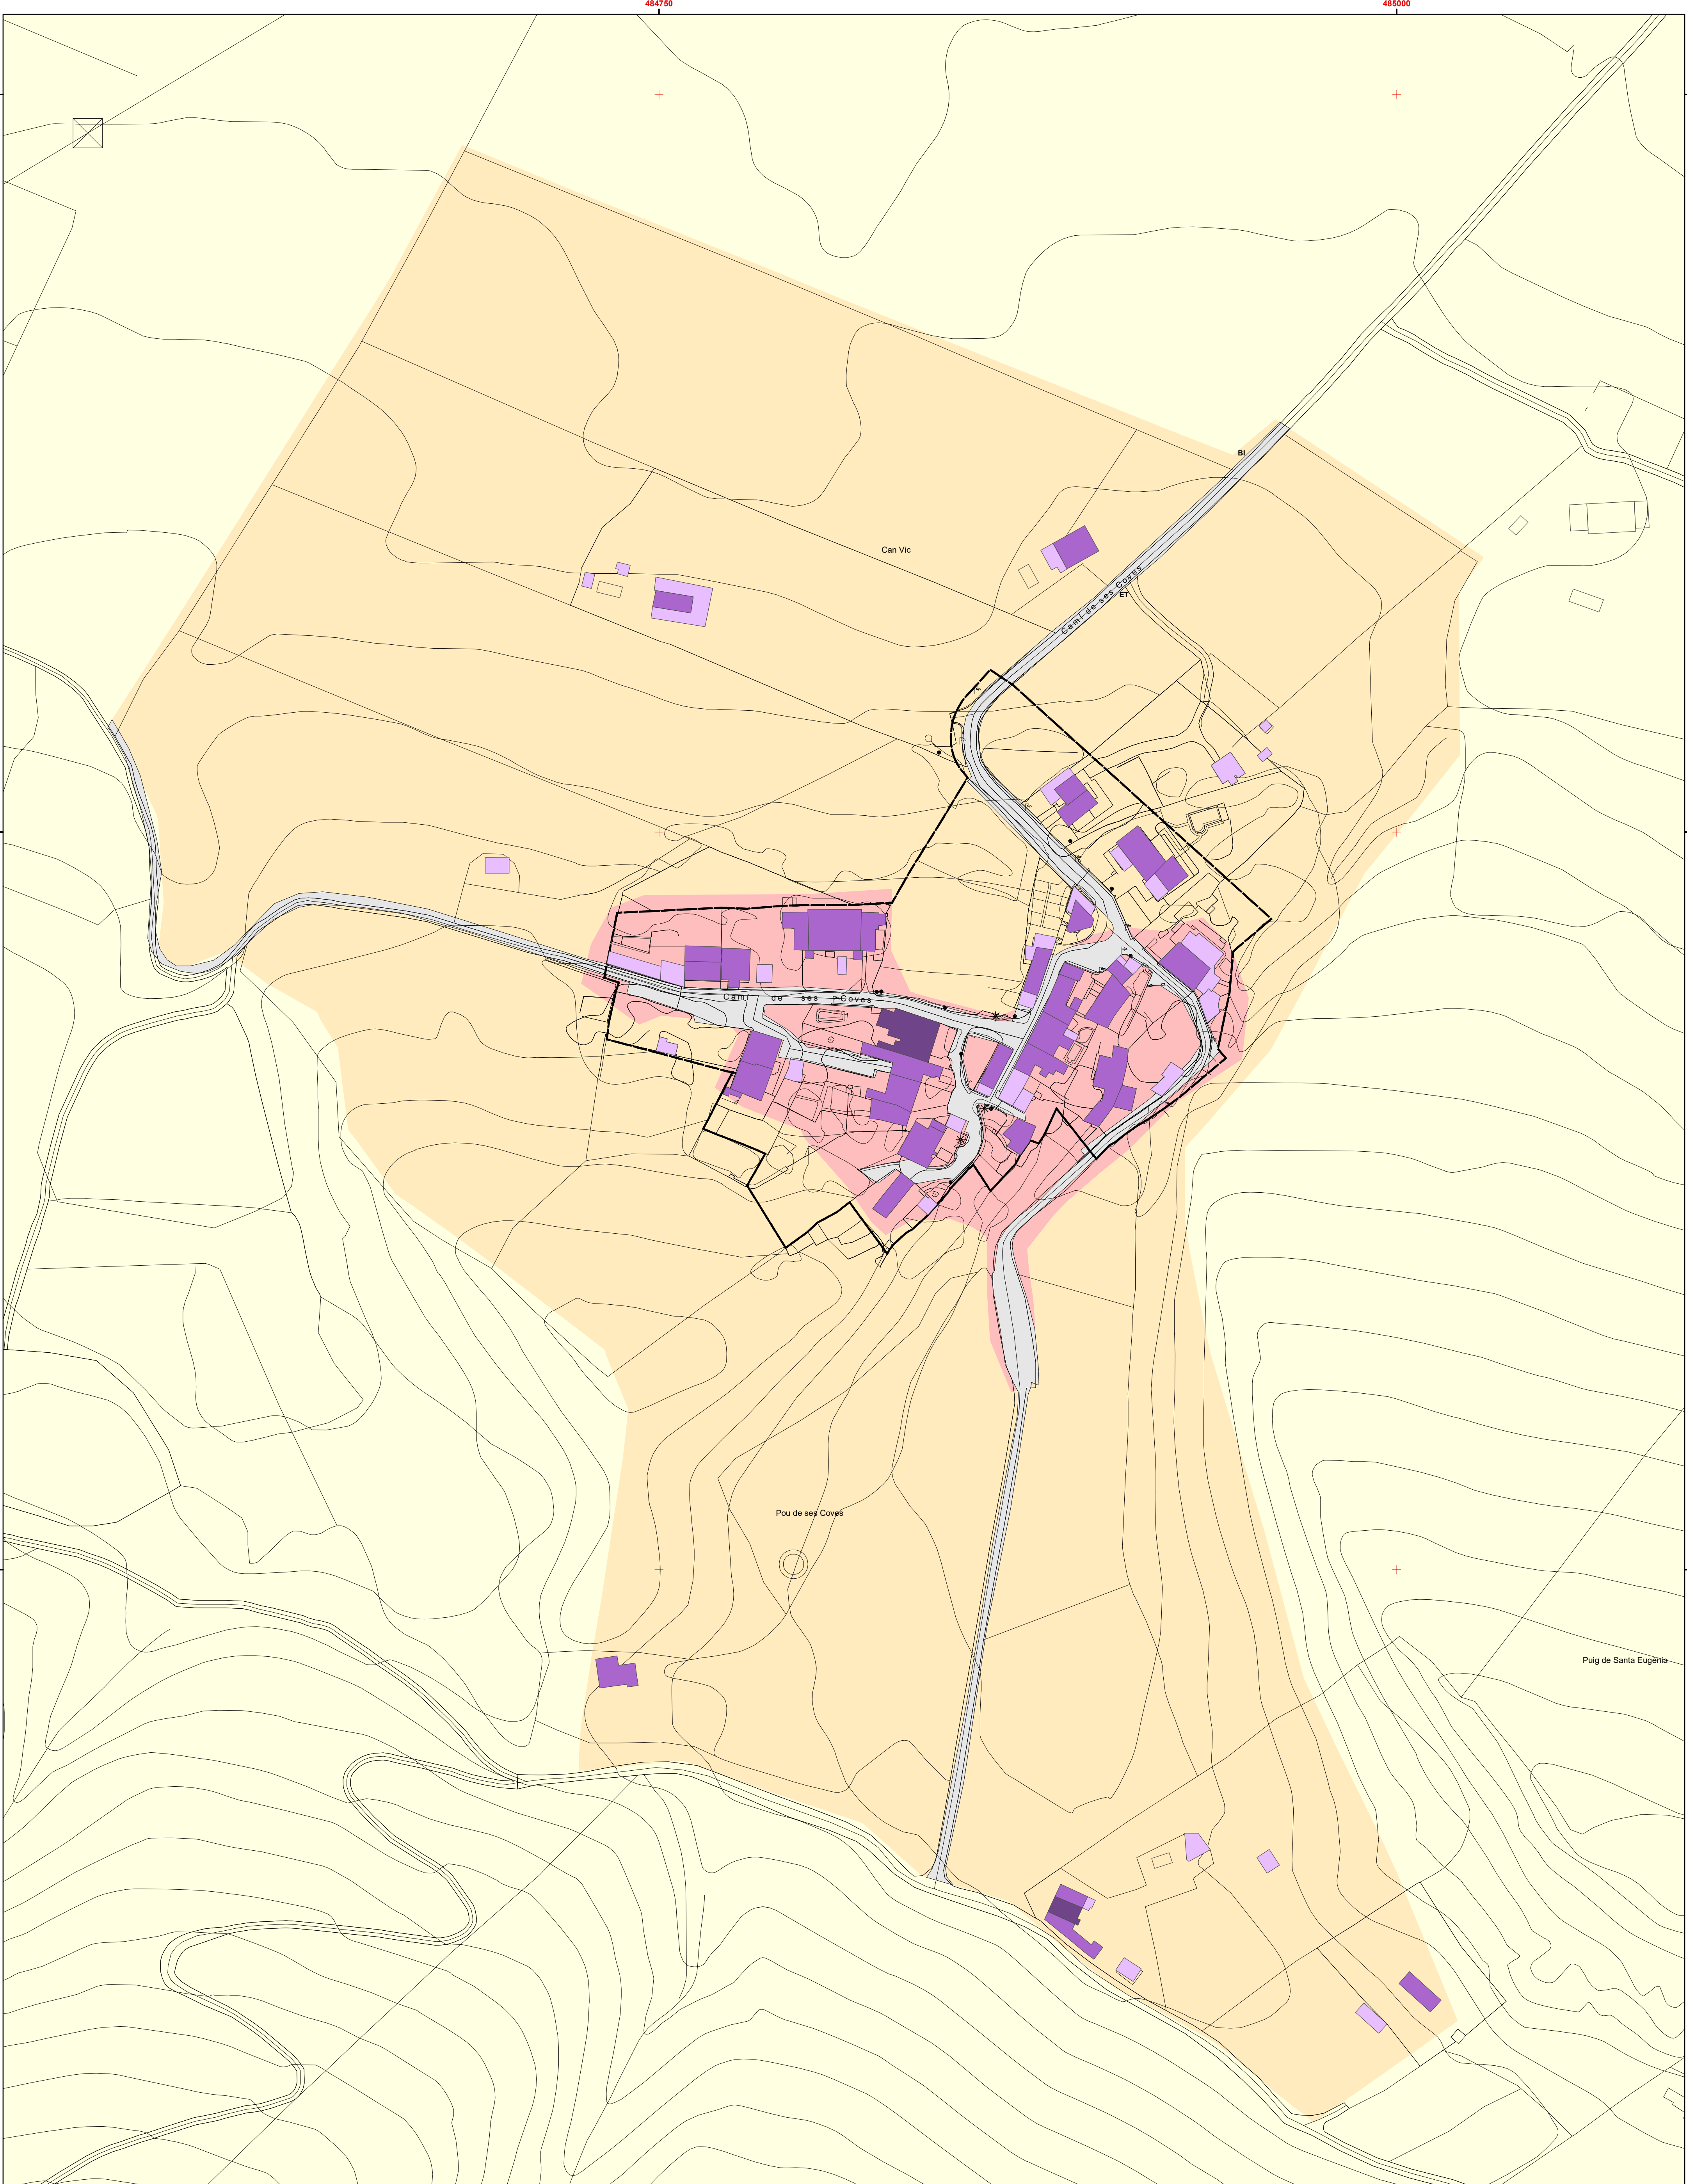 484750
485000
BI
Can Vic
Camí de ses Coves
ET
Camí de ses Coves
Pou de ses Coves
Puig de Santa Eugènia